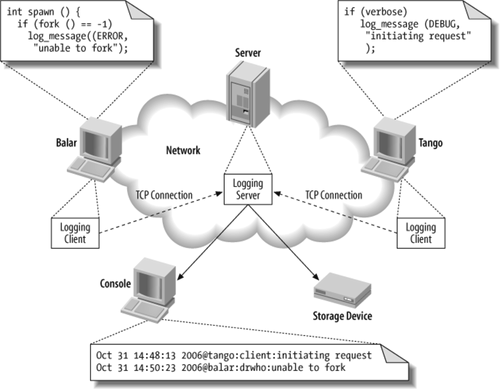 int spawn () {
if (fork () == -1)
log_message((ERROR,
"unable to fork");
if (verbose)
log_message (DEBUG,
"initiating request"
);
Server
Balar
Network
Tango
TCP Connection
Logging
Server
TCP Connection
Logging
Client
Logging
Client
Console
Storage Device
Oct 31 14:48:13 2006@tango:client:initiating request
Oct 31 14:50:23 2006@balar:drwho:unable to fork